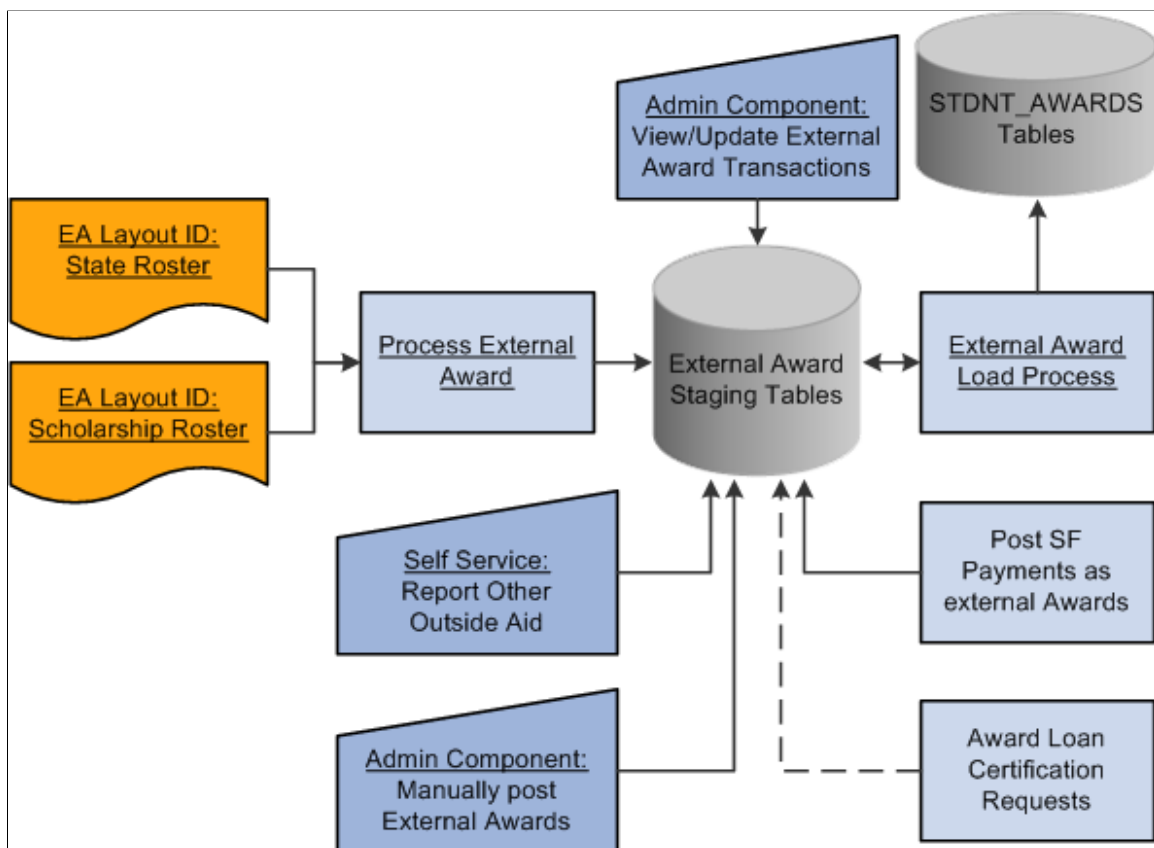 Admin Component:
View/Update External
Award Transactions
STDNT_AWARDS
Tables
EA Layout ID:
State Roster
EA Layout ID:
Scholarship Roster
Process External
Award
External Award
Staging Tables
External Award
Load Process
Self Service:
Report Other
Outside Aid
Post SF
Payments as
external Awards
Admin Component:
Manually post
External Awards
Award Loan
Certification
Requests